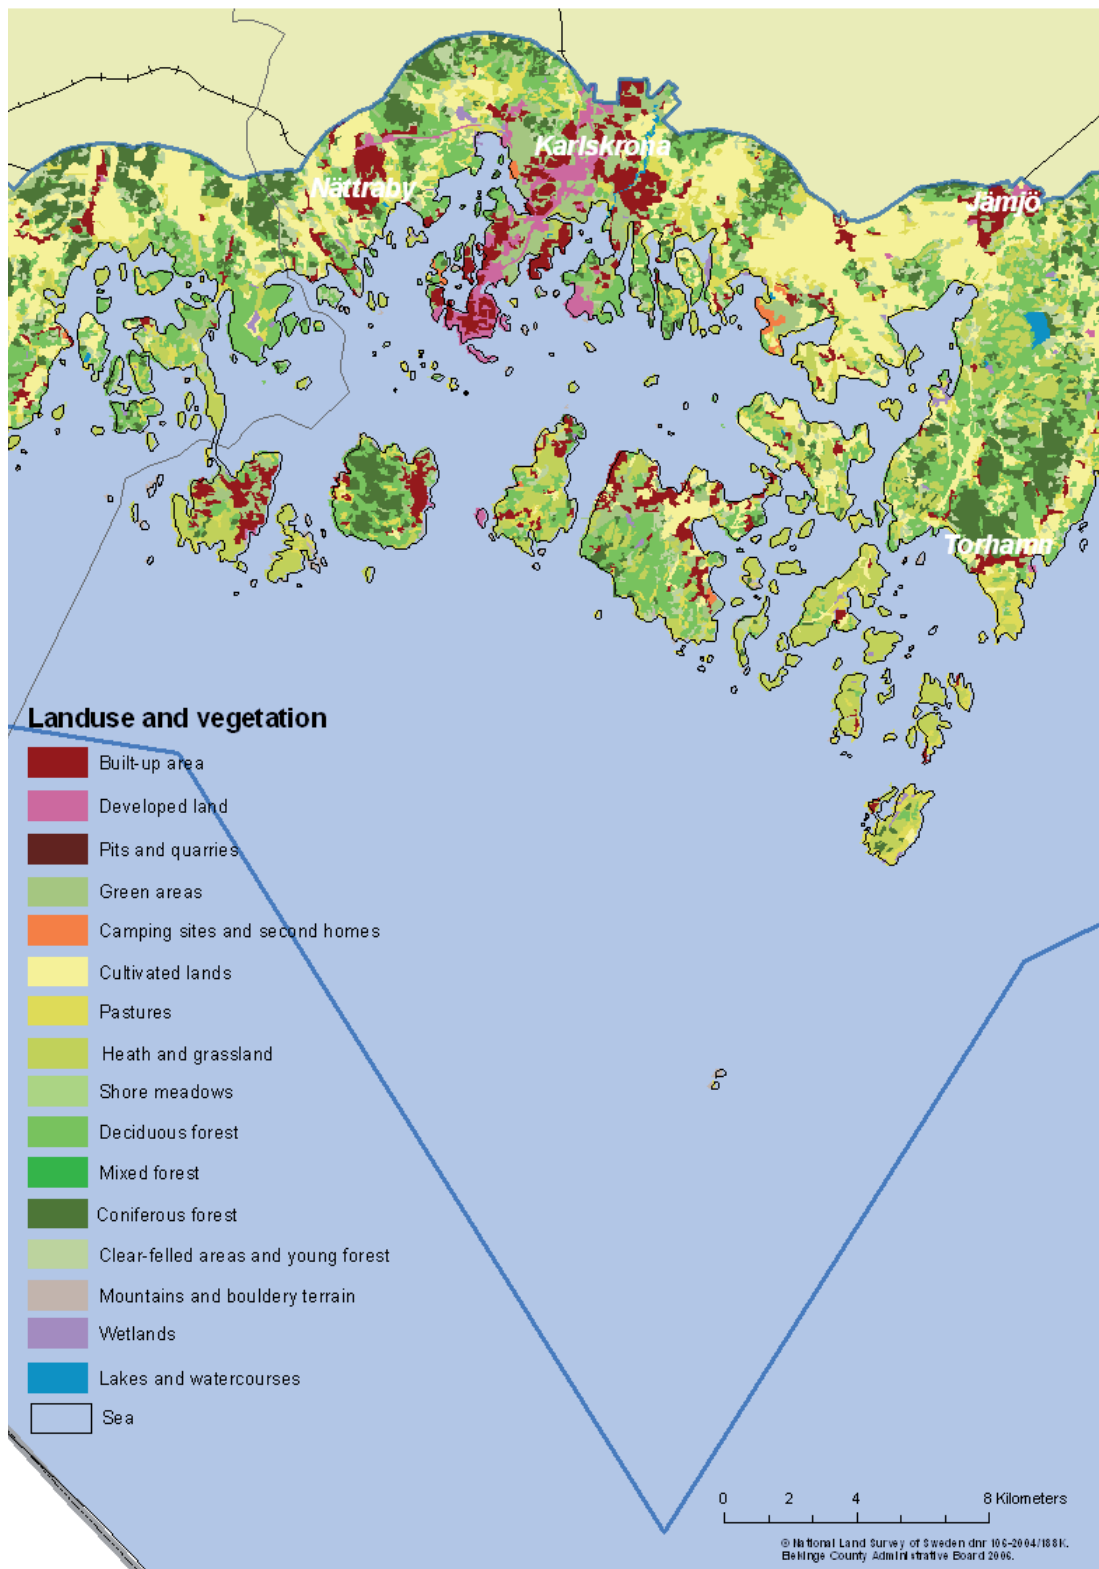 Karlskrona
Nättraby
Jämjö
Torhamn
Landuse and vegetation
Built-up area
Developed land
Pits and quarries
Green areas
Camping sites and second homes
Cultivated lands
Pastures
Heath and grassland
Shore meadows
Deciduous forest
Mixed forest
Coniferous forest
Clear-felled areas and young forest
Mountains and bouldery terrain
Wetlands
Lakes and watercourses
Sea
0 2 4 8 Kilometers
© National Land Survey of Sweden dnr 106-2004/188K.
Blekinge County Administrative Board 2006.